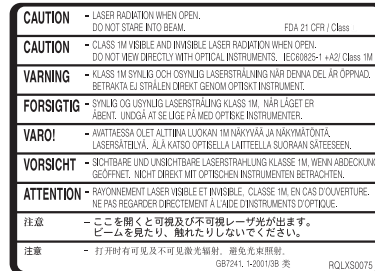 CAUTION - LASER RADIATION WHEN OPEN.
DO NOT STARE INTO BEAM. FDA 21 CFR / Class
CAUTION - CLASS 1M VISIBLE AND INVISIBLE LASER RADIATION WHEN OPEN.
DO NOT VIEW DIRECTLY WITH OPTICAL INSTRUMENTS. IEC60825-1 +A2/ Class 1M
VARNING - KLASS 1M SYNLIG OCH OSYNLIG LASERSTRÅLNING NÄR DENNA DEL ÄR ÖPPNAD.
BETRAKTA EJ STRÅLEN DIREKT GENOM OPTISKT INSTRUMENT.
FORSIGTIG - SYNLIG OG USYNLIG LASERSTRÅLING KLASS 1M, NÅR LÅGET ER
ÅBENT. UNDGÅ AT SE LIGE PÅ MED OPTISKE INSTRUMENTER.
VARO! - AVATTAESSA OLET ALTTIINA LUOKAN 1M NÄKYVÄÄ JA NÄKYMÄTÖNTÄ.
LASERSÄTEILYÄ. ÄLÄ KATSO OPTISELLA LAITTEELLA SUORAAN SÄTEESEEN.
VORSICHT - SICHTBARE UND UNSICHTBARE LASERSTRAHLUNG KLASSE 1M, WENN ABDECKUNG
GEÖFFNET. NICHT DIREKT MIT OPTISCHEN INSTRUMENTEN BETRACHTEN.
ATTENTION - RAYONNEMENT LASER VISIBLE ET INVISIBLE, CLASSE 1M, EN CAS D'OUVERTURE.
NE PAS REGARDER DIRECTEMENT À L'AIDE D'INSTRUMENTS D'OPTIQUE.
注意 - ここを開くと可視及び不可視レーザ光が出ます。
ビームを見たり、触れたりしないでください。
注意 - 打开时有可见及不可见激光辐射。避免光束照射。
GB7247.1-2001/3B 类 RQLXS0075